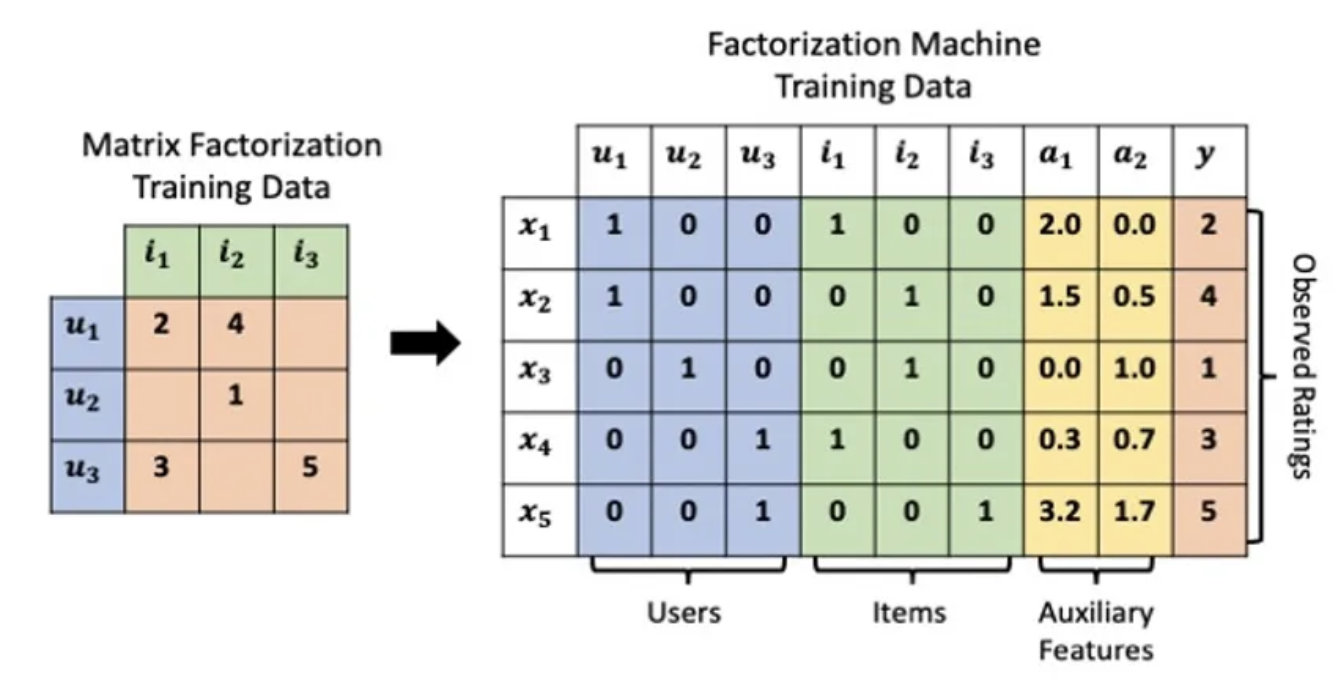 Factorization Machine
Training Data
Matrix Factorization
Training Data
i₁ i₂ i₃
u₁ 2 4
u₂ 1
u₃ 3 5
u₁ u₂ u₃ i₁ i₂ i₃ a₁ a₂ y
x₁ 1 0 0 1 0 0 2.0 0.0 2
x₂ 1 0 0 0 1 0 1.5 0.5 4
x₃ 0 1 0 0 1 0 0.0 1.0 1
x₄ 0 0 1 1 0 0 0.3 0.7 3
x₅ 0 0 1 0 0 1 3.2 1.7 5
Observed Ratings
Users Items Auxiliary
Features